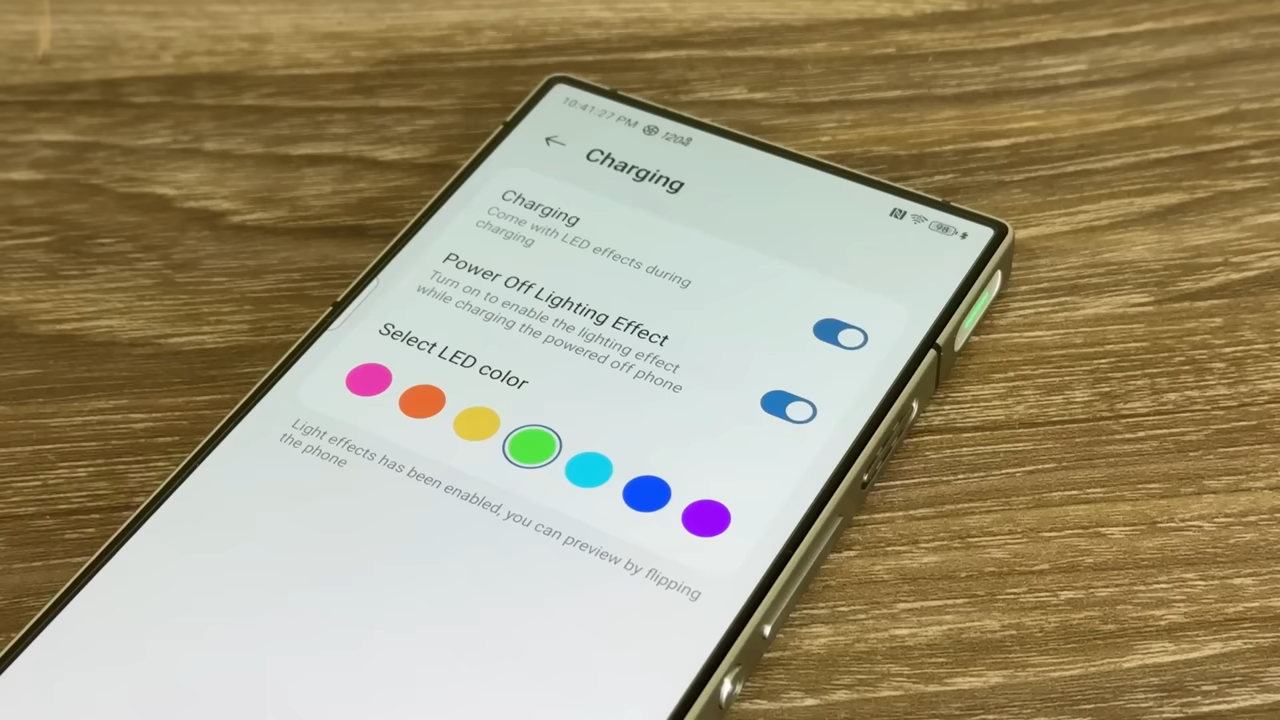 10:41:27 PM 120
98
Charging
Charging
Come with LED effects during
charging
Power Off Lighting Effect
Turn on to enable the lighting effect
while charging the powered off phone
Select LED color
Light effects has been enabled, you can preview by flipping
the phone